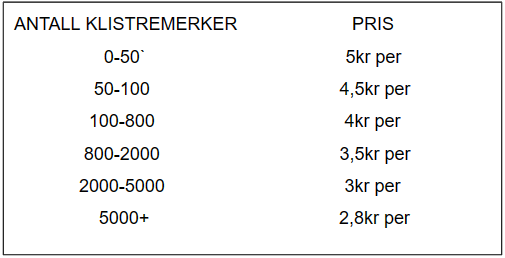 ANTALL KLISTREMERKER PRIS
0-50` 5kr per
50-100 4,5kr per
100-800 4kr per
800-2000 3,5kr per
2000-5000 3kr per
5000+ 2,8kr per